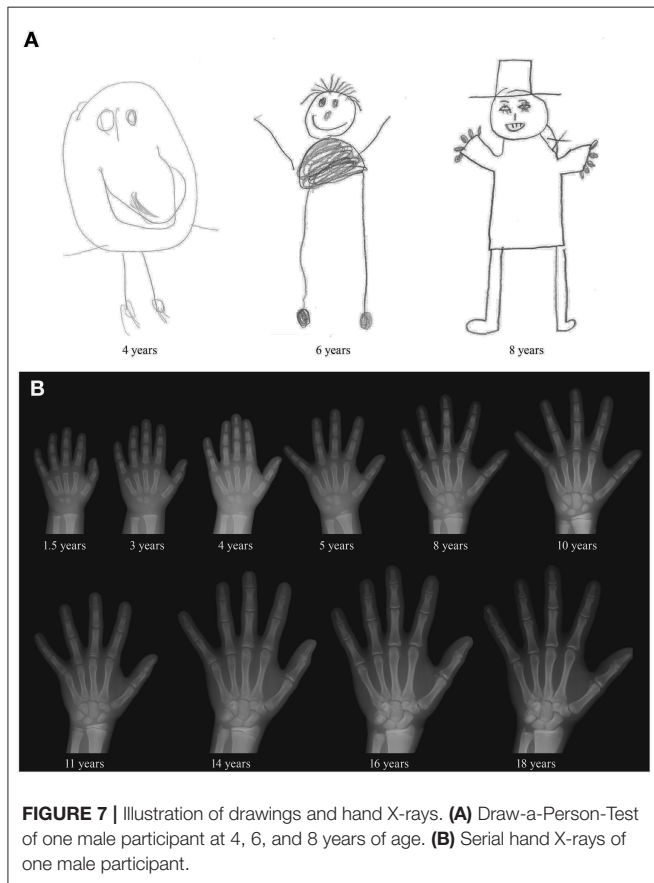 A
4 years
6 years
8 years
B
1.5 years
3 years
4 years
5 years
8 years
10 years
11 years
14 years
16 years
18 years
FIGURE 7 | Illustration of drawings and hand X-rays. (A) Draw-a-Person-Test
of one male participant at 4, 6, and 8 years of age. (B) Serial hand X-rays of
one male participant.